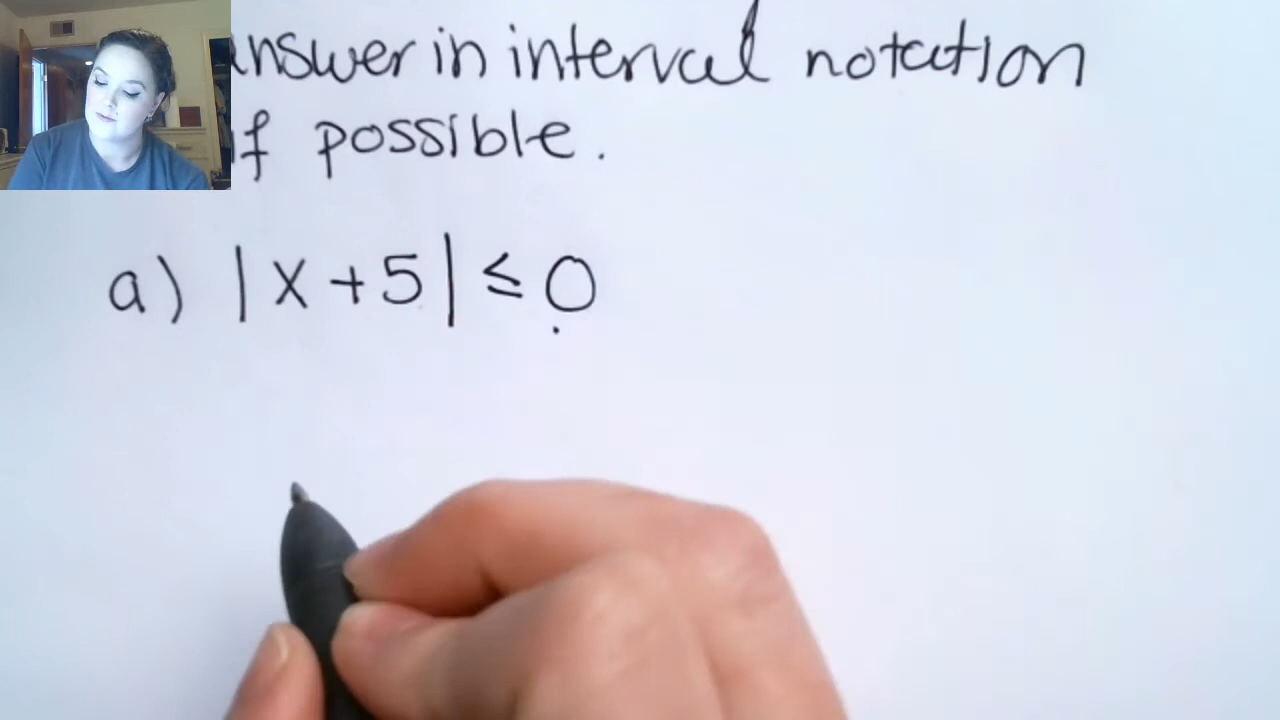 nswer in interval notation
f possible.
a) |x+5| ≤ 0